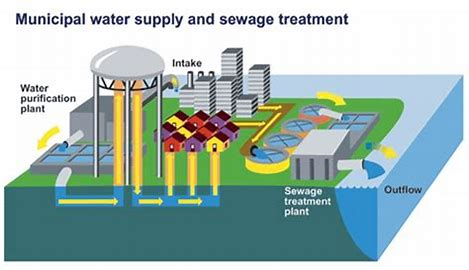 Municipal water supply and sewage treatment
Intake
Water
purification
plant
Sewage
treatment
plant
Outflow